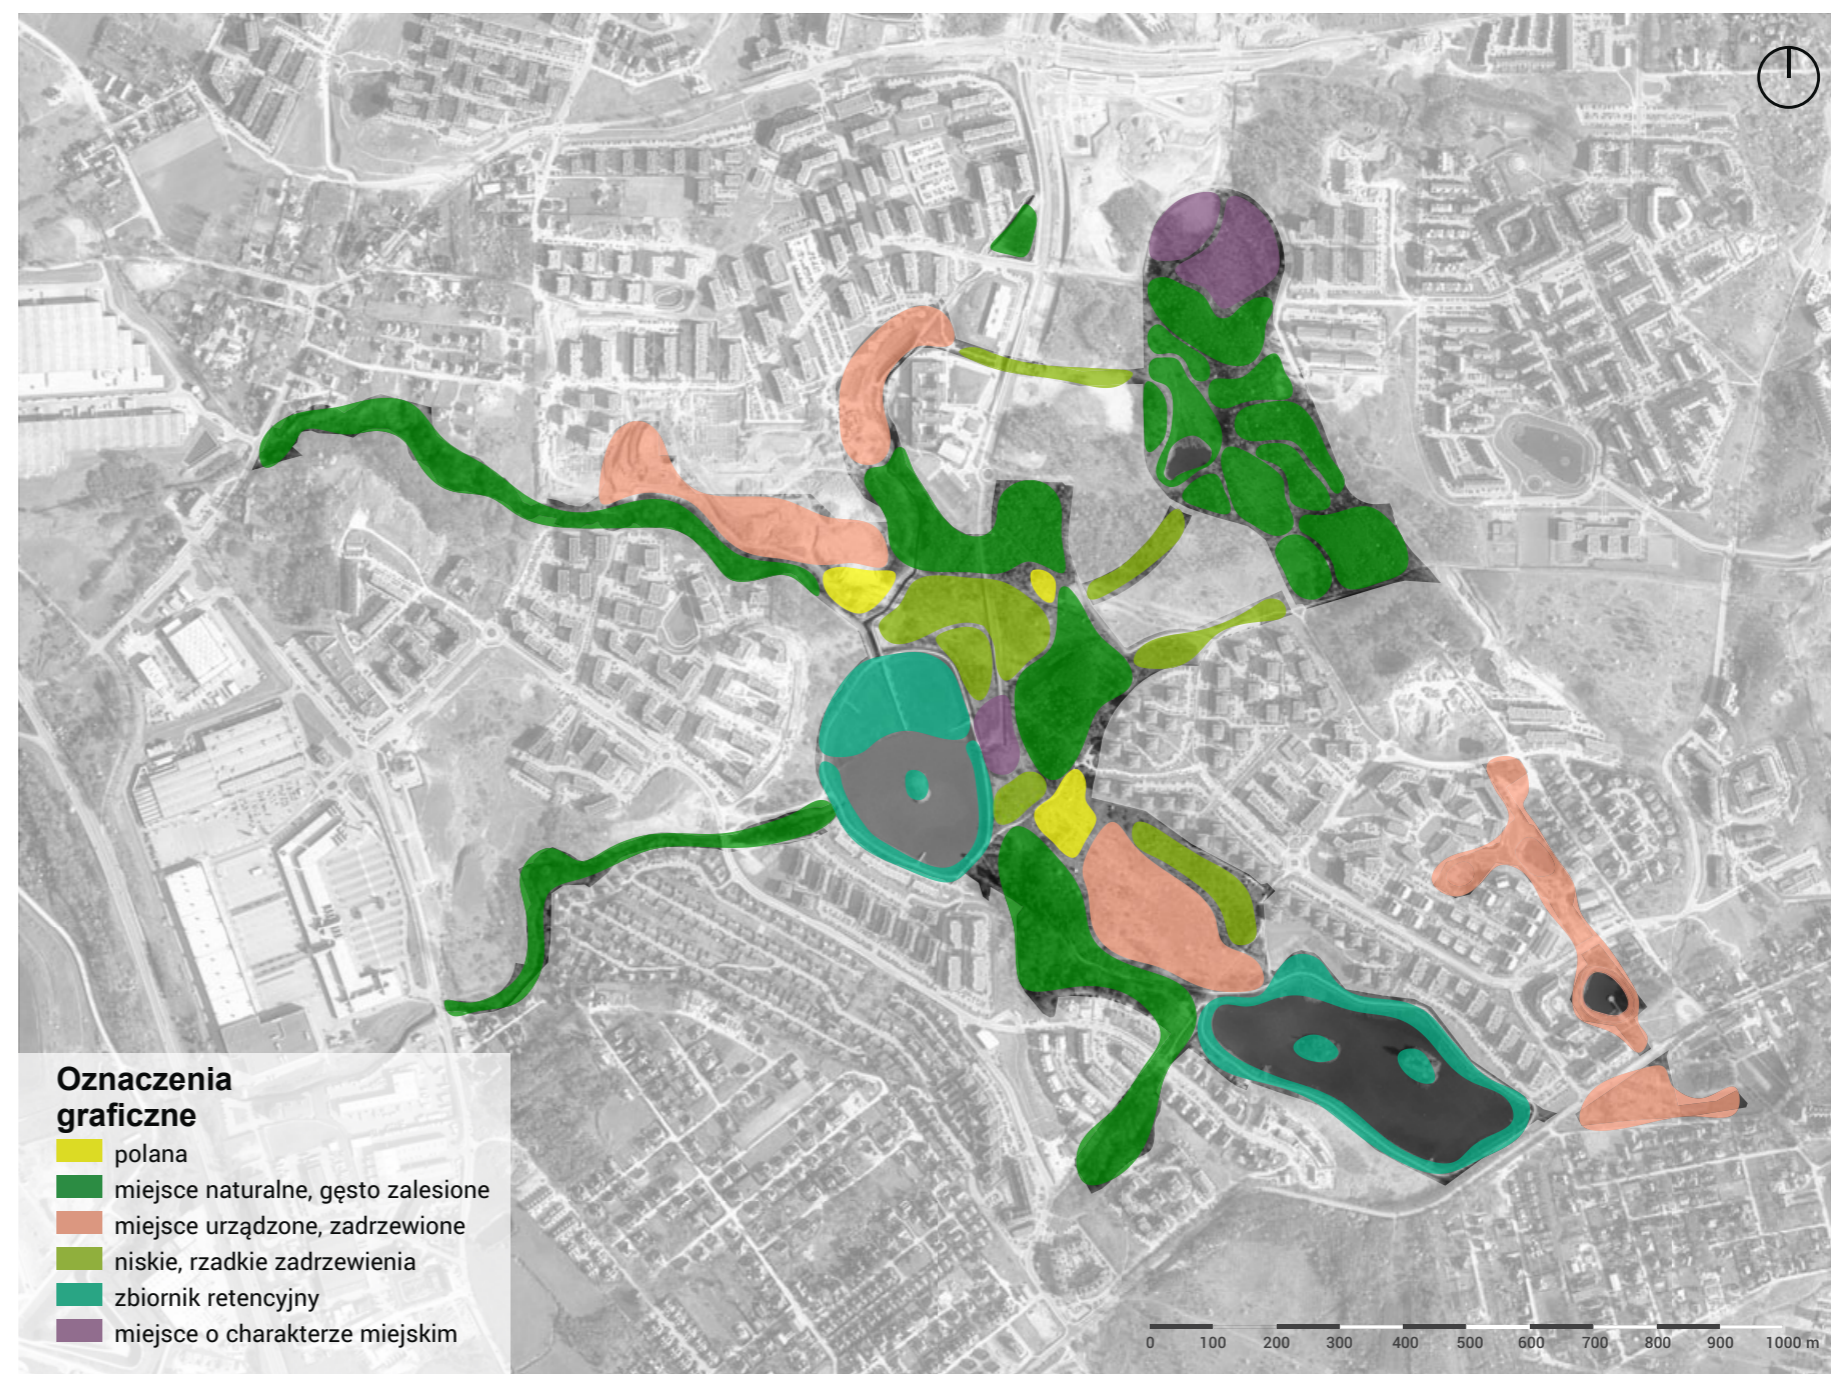 Oznaczenia
graficzne
polana
miejsce naturalne, gęsto zalesione
miejsce urządzone, zadrzewione
niskie, rzadkie zadrzewienia
zbiornik retencyjny
miejsce o charakterze miejskim
0 100 200 300 400 500 600 700 800 900 1000 m